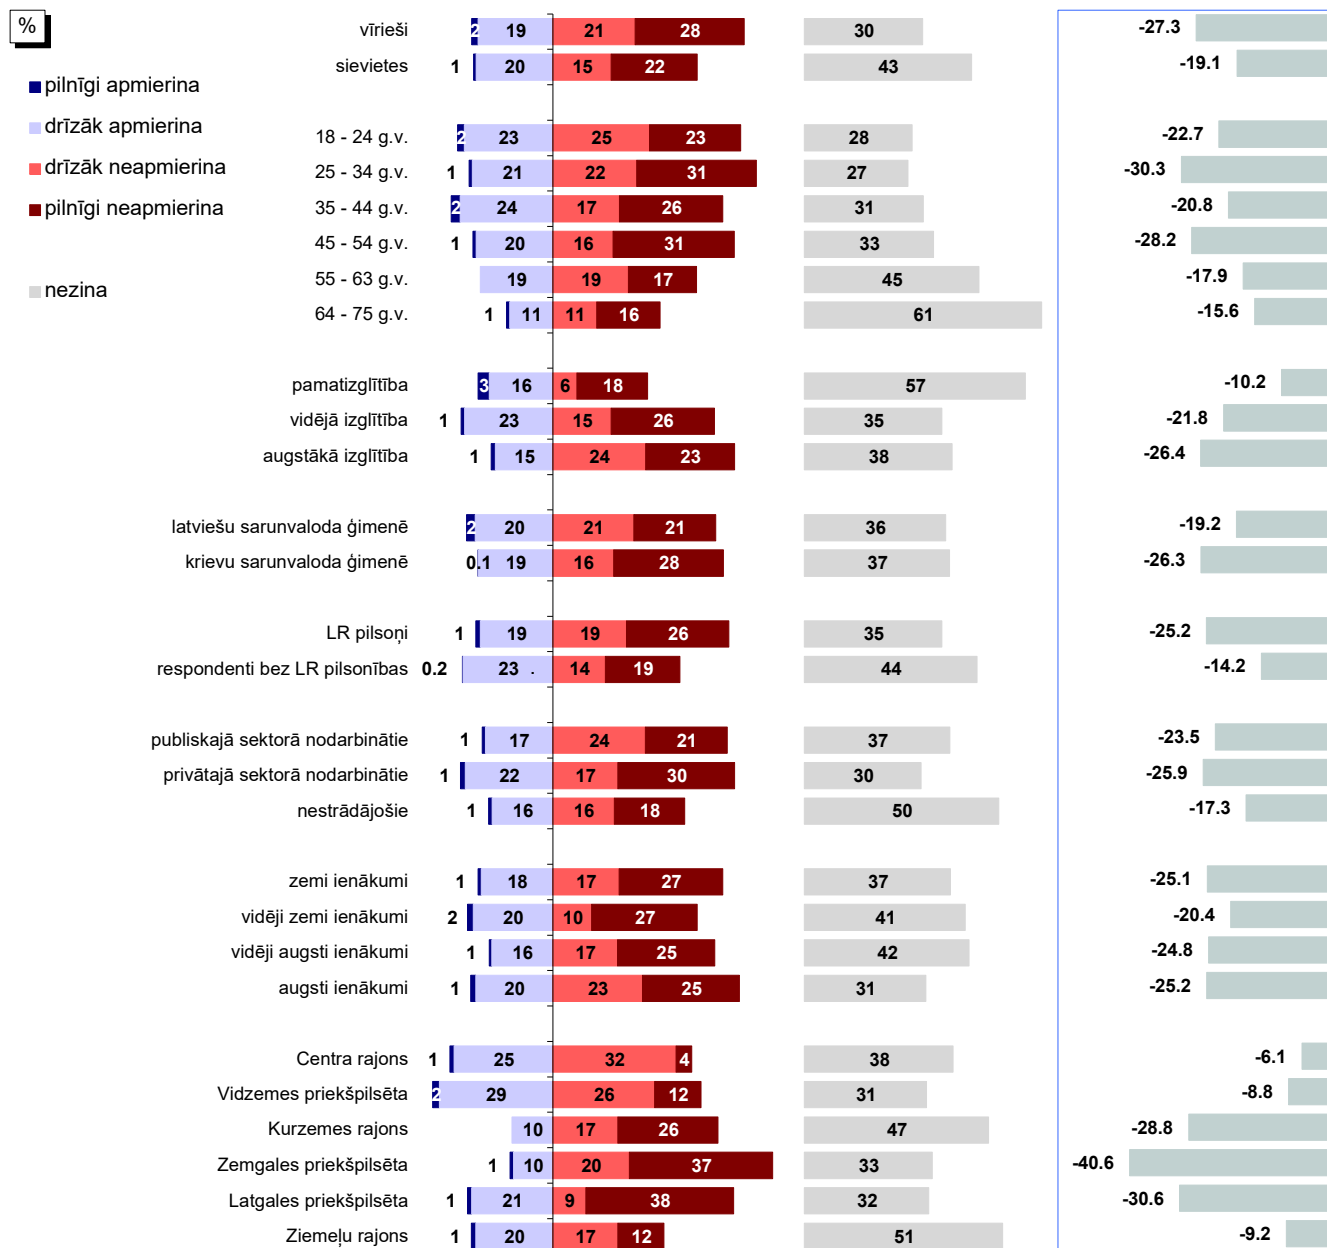 %
pilnīgi apmierina
drīzāk apmierina
drīzāk neapmierina
pilnīgi neapmierina
nezina
vīrieši 2 19 21 28 30 -27.3
sievietes 1 20 15 22 43 -19.1
18 - 24 g.v. 2 23 25 23 28 -22.7
25 - 34 g.v. 1 21 22 31 27 -30.3
35 - 44 g.v. 2 24 17 26 31 -20.8
45 - 54 g.v. 1 20 16 31 33 -28.2
55 - 63 g.v. 19 19 17 45 -17.9
64 - 75 g.v. 1 11 11 16 61 -15.6
pamatizglītība 3 16 6 18 57 -10.2
vidējā izglītība 1 23 15 26 35 -21.8
augstākā izglītība 1 15 24 23 38 -26.4
latviešu sarunvaloda ģimenē 2 20 21 21 36 -19.2
krievu sarunvaloda ģimenē 0.1 19 16 28 37 -26.3
LR pilsoņi 1 19 19 26 35 -25.2
respondenti bez LR pilsonības 0.2 23 . 14 19 44 -14.2
publiskajā sektorā nodarbinātie 1 17 24 21 37 -23.5
privātajā sektorā nodarbinātie 1 22 17 30 30 -25.9
nestrādājošie 1 16 16 18 50 -17.3
zemi ienākumi 1 18 17 27 37 -25.1
vidēji zemi ienākumi 2 20 10 27 41 -20.4
vidēji augsti ienākumi 1 16 17 25 42 -24.8
augsti ienākumi 1 20 23 25 31 -25.2
Centra rajons 1 25 32 4 38 -6.1
Vidzemes priekšpilsēta 2 29 26 12 31 -8.8
Kurzemes rajons 10 17 26 47 -28.8
Zemgales priekšpilsēta 1 10 20 37 33 -40.6
Latgales priekšpilsēta 1 21 9 38 32 -30.6
Ziemeļu rajons 1 20 17 12 51 -9.2